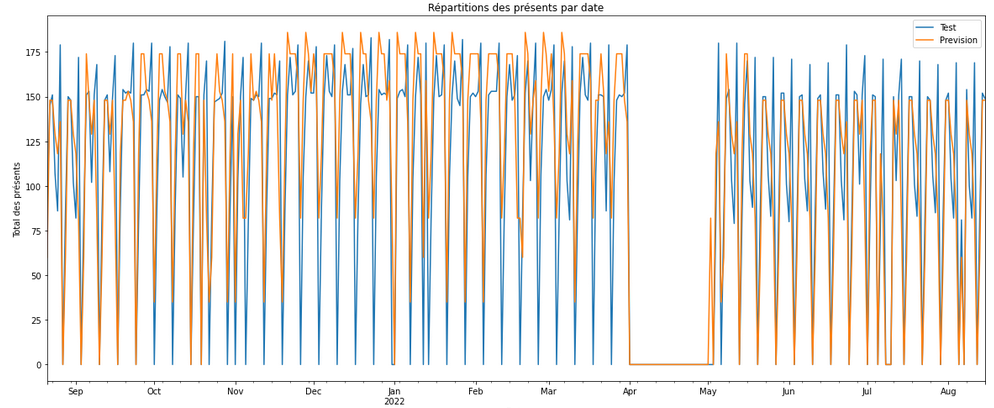 Répartitions des présents par date
Test
Prevision
Total des présents
175
150
125
100
75
50
25
0
Sep
Oct
Nov
Dec
Jan
2022
Feb
Mar
Apr
May
Jun
Jul
Aug